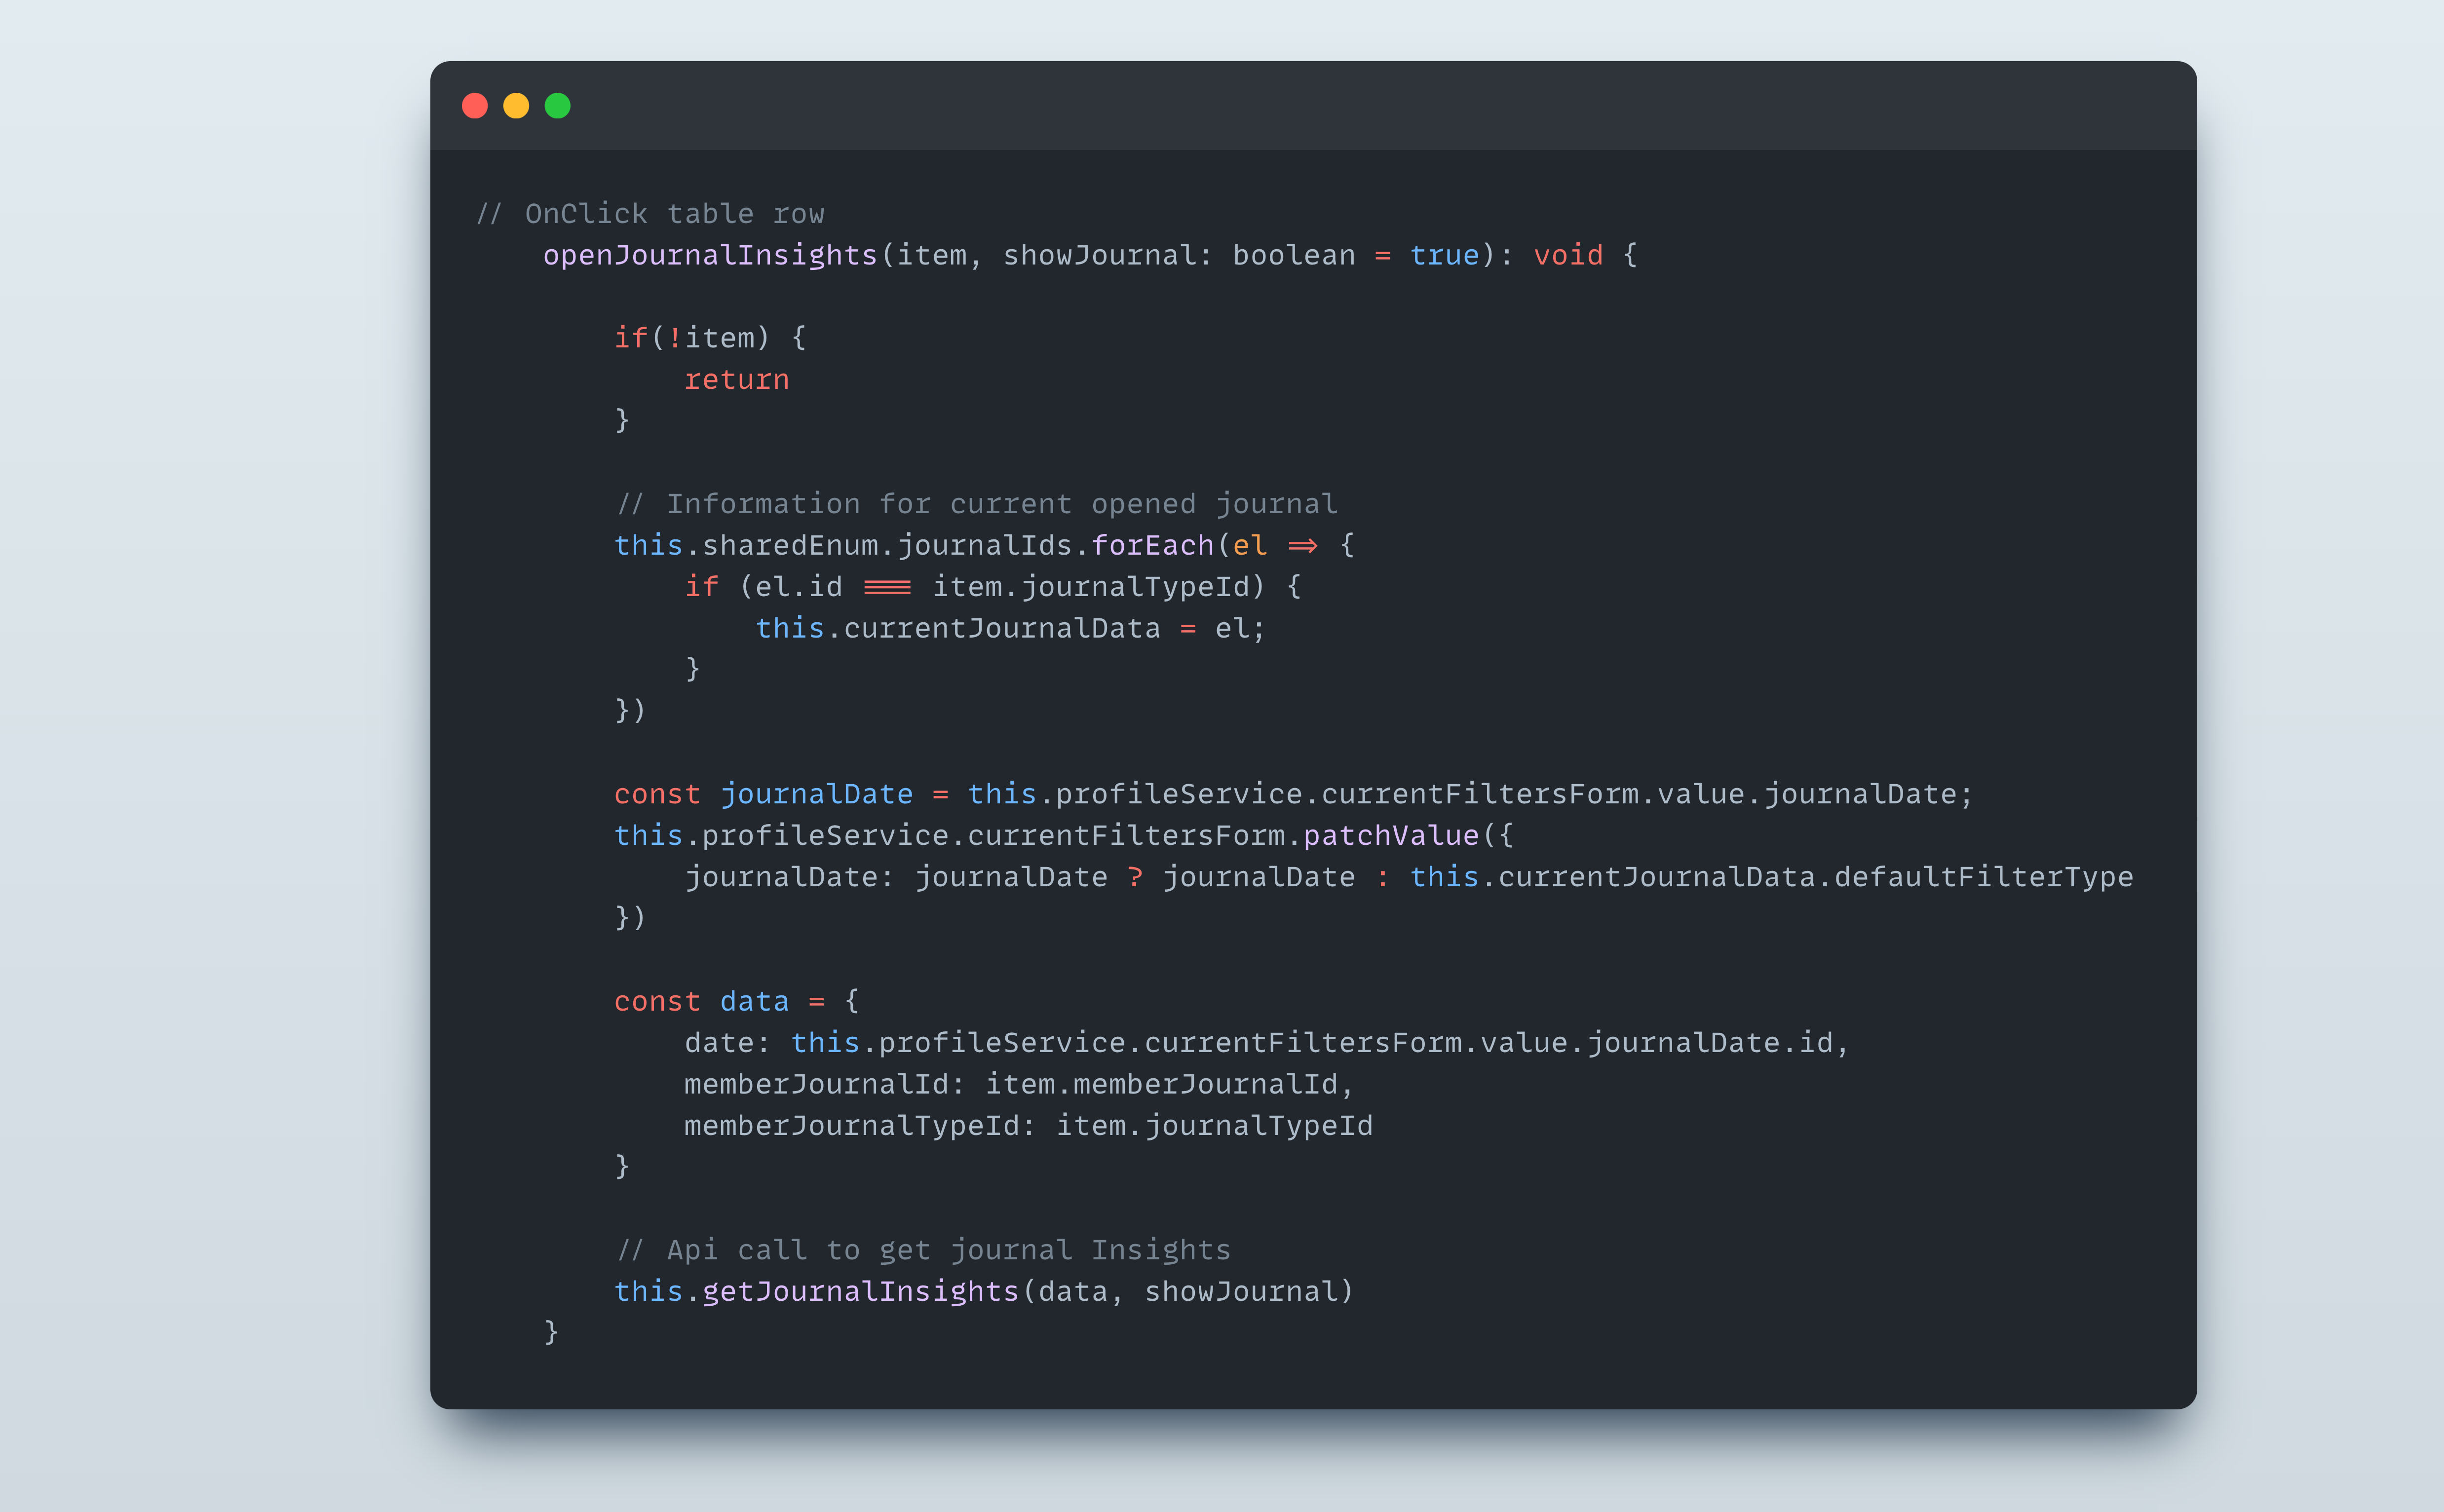 // OnClick table row
openJournalInsights(item, showJournal: boolean = true): void {
if(!item) {
return
}
// Information for current opened journal
this.sharedEnum.journalIds.forEach(el => {
if (el.id === item.journalTypeId) {
this.currentJournalData = el;
}
})
const journalDate = this.profileService.currentFiltersForm.value.journalDate;
this.profileService.currentFiltersForm.patchValue({
journalDate: journalDate ? journalDate : this.currentJournalData.defaultFilterType
})
const data = {
date: this.profileService.currentFiltersForm.value.journalDate.id,
memberJournalId: item.memberJournalId,
memberJournalTypeId: item.journalTypeId
}
// Api call to get journal Insights
this.getJournalInsights(data, showJournal)
}